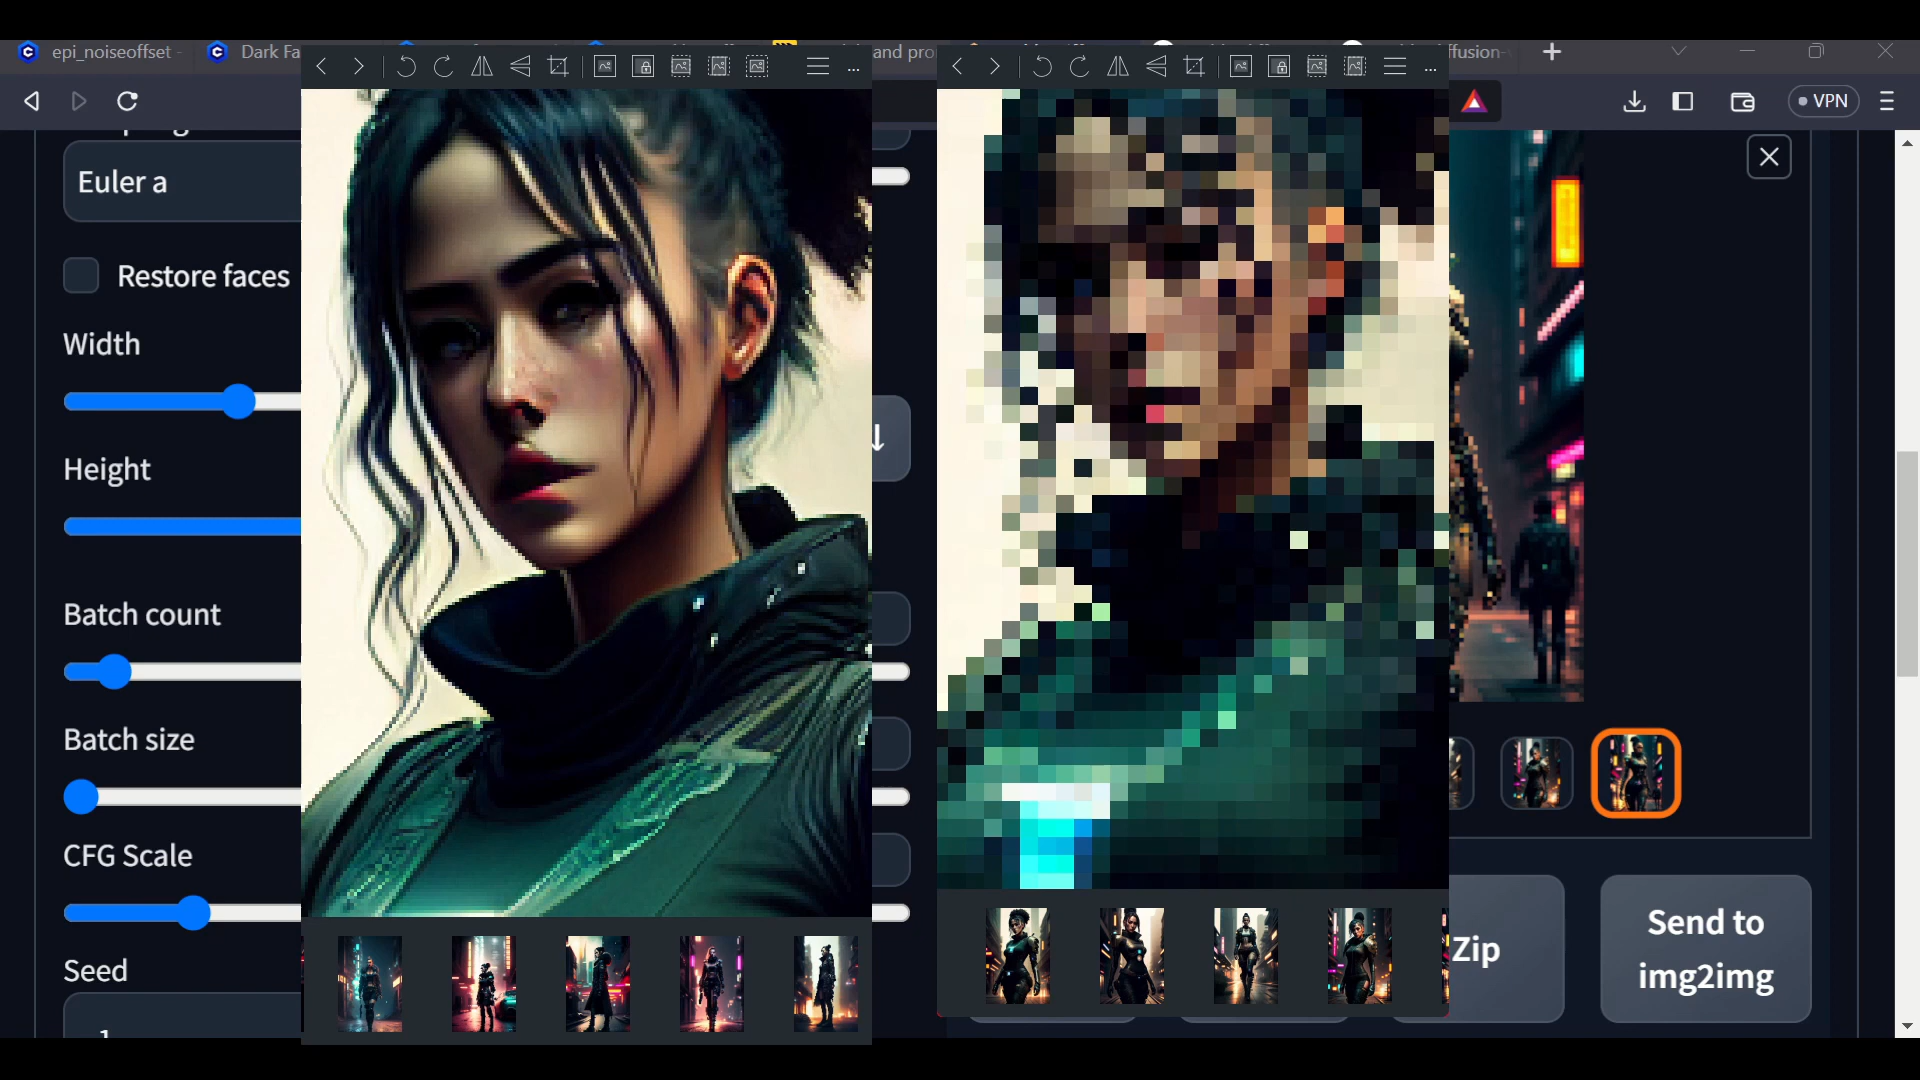 epi_noiseoffset -
Dark Fa
and pro
ffusion-
VPN
Euler a
Restore faces
Width
Height
Batch count
Batch size
CFG Scale
Seed
Zip
Send to
img2img